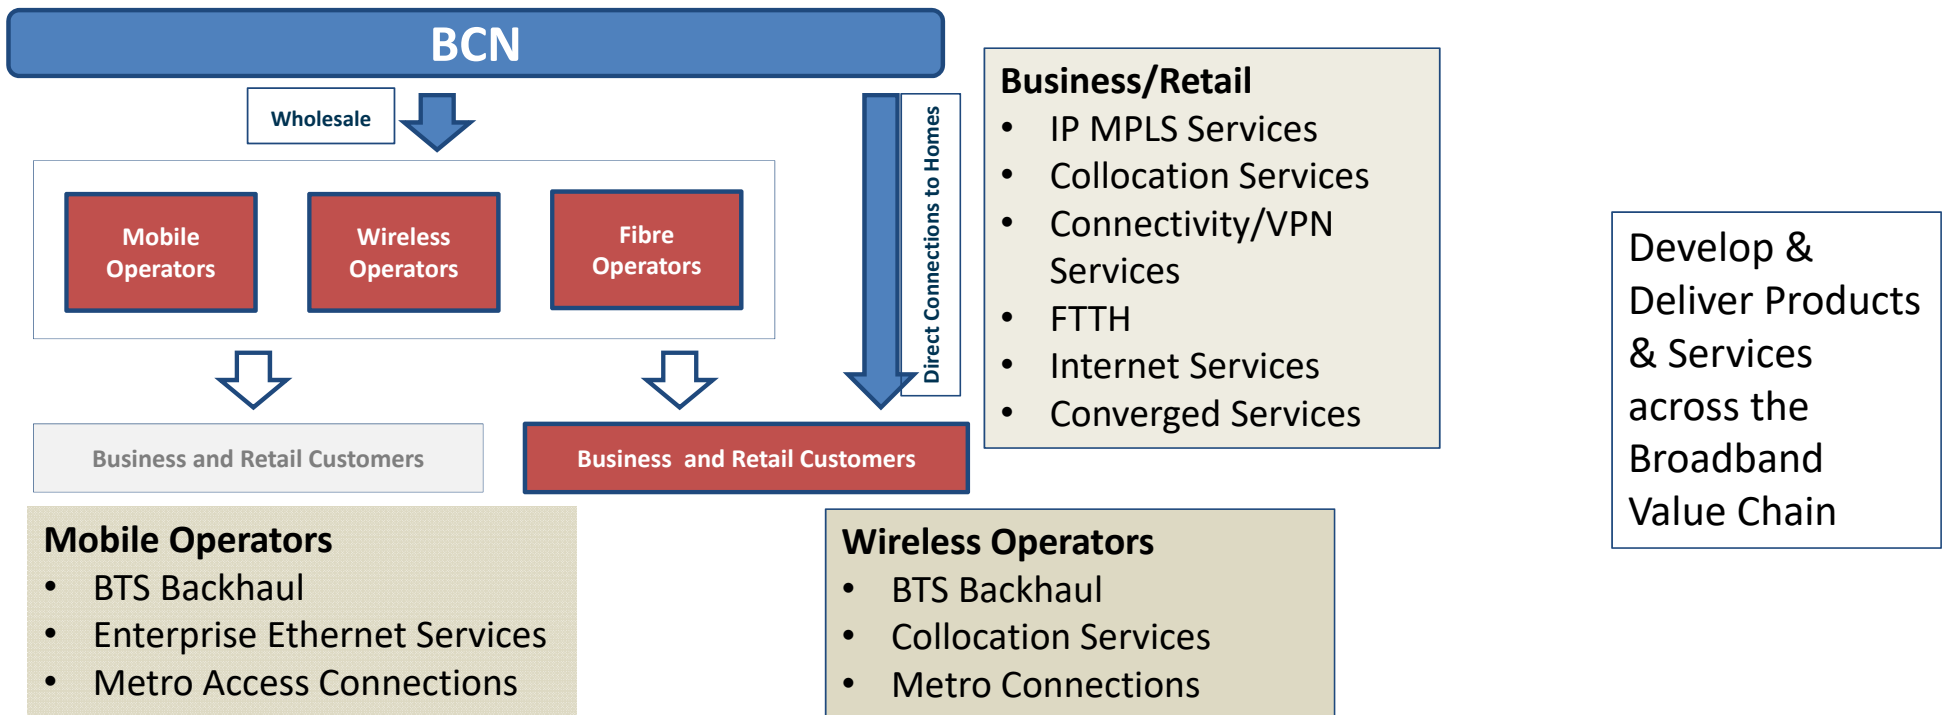 BCN
Wholesale
Direct Connections to Homes
Mobile
Operators
Wireless
Operators
Fibre
Operators
Business and Retail Customers
Business and Retail Customers
Business/Retail
• IP MPLS Services
• Collocation Services
• Connectivity/VPN
Services
• FTTH
• Internet Services
• Converged Services
Develop &
Deliver Products
& Services
across the
Broadband
Value Chain
Mobile Operators
• BTS Backhaul
• Enterprise Ethernet Services
• Metro Access Connections
Wireless Operators
• BTS Backhaul
• Collocation Services
• Metro Connections